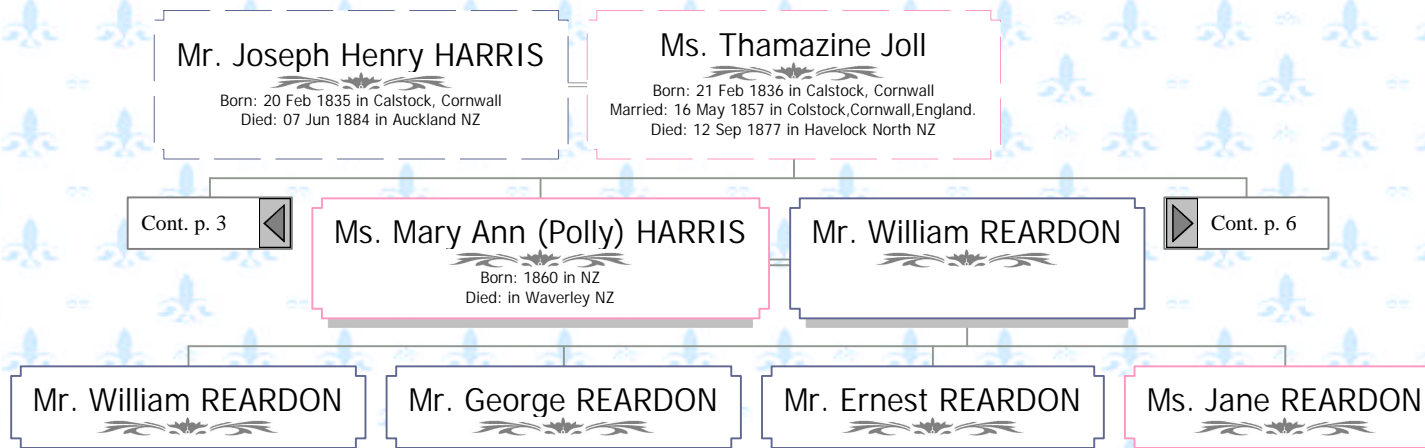 Mr. Joseph Henry HARRIS
Born: 20 Feb 1835 in Calstock, Cornwall
Died: 07 Jun 1884 in Auckland NZ
Ms. Thamazine Joll
Born: 21 Feb 1836 in Calstock, Cornwall
Married: 16 May 1857 in Colstock,Cornwall,England.
Died: 12 Sep 1877 in Havelock North NZ
Cont. p. 3
Ms. Mary Ann (Polly) HARRIS
Born: 1860 in NZ
Died: in Waverley NZ
Mr. William REARDON
Cont. p. 6
Mr. William REARDON
Mr. George REARDON
Mr. Ernest REARDON
Ms. Jane REARDON